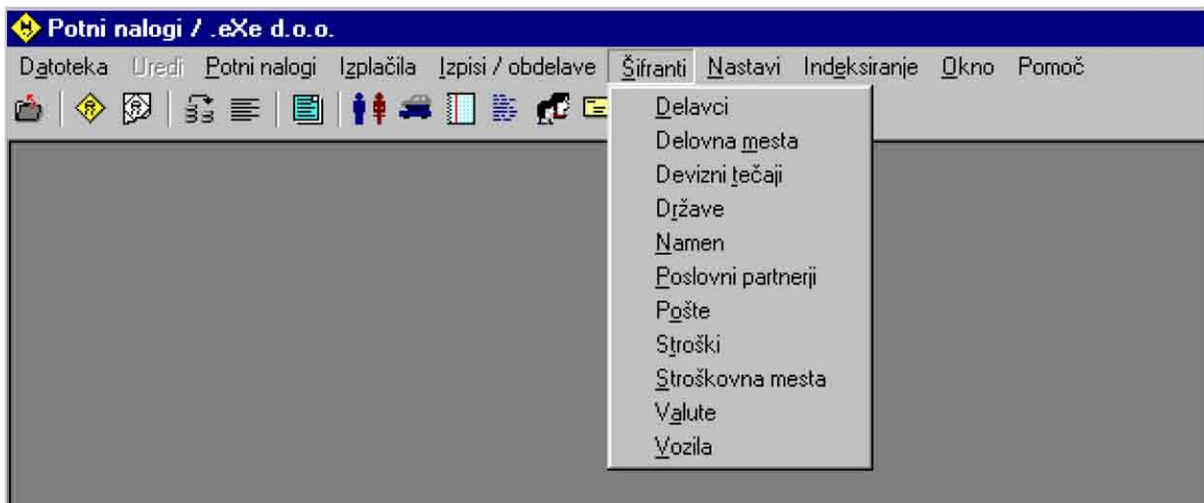 Potni nalogi / .eXe d.o.o.
Datoteka Uredi Potni nalogi Izplačila Izpisi / obdelave Šifranti Nastavi Indeksiranje Okno Pomoč
Delavci
Delovna mesta
Devizni tečaji
Države
Namen
Poslovni partnerji
Pošte
Stroški
Stroškovna mesta
Valute
Vozila